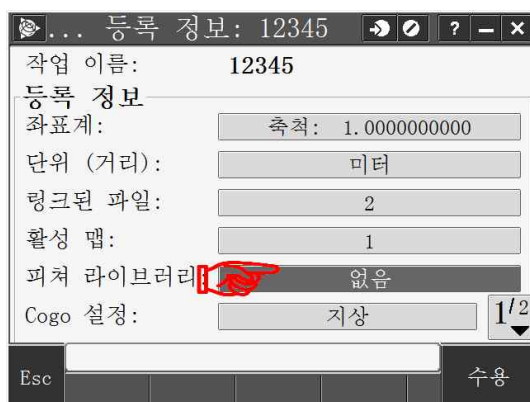 ... 등록 정보: 12345 ? – ×
작업 이름: 12345
등록 정보
좌표계: 축척: 1.0000000000
단위 (거리): 미터
링크된 파일: 2
활성 맵: 1
피쳐 라이브러리: 없음
Cogo 설정: 지상 1/2
Esc 수용